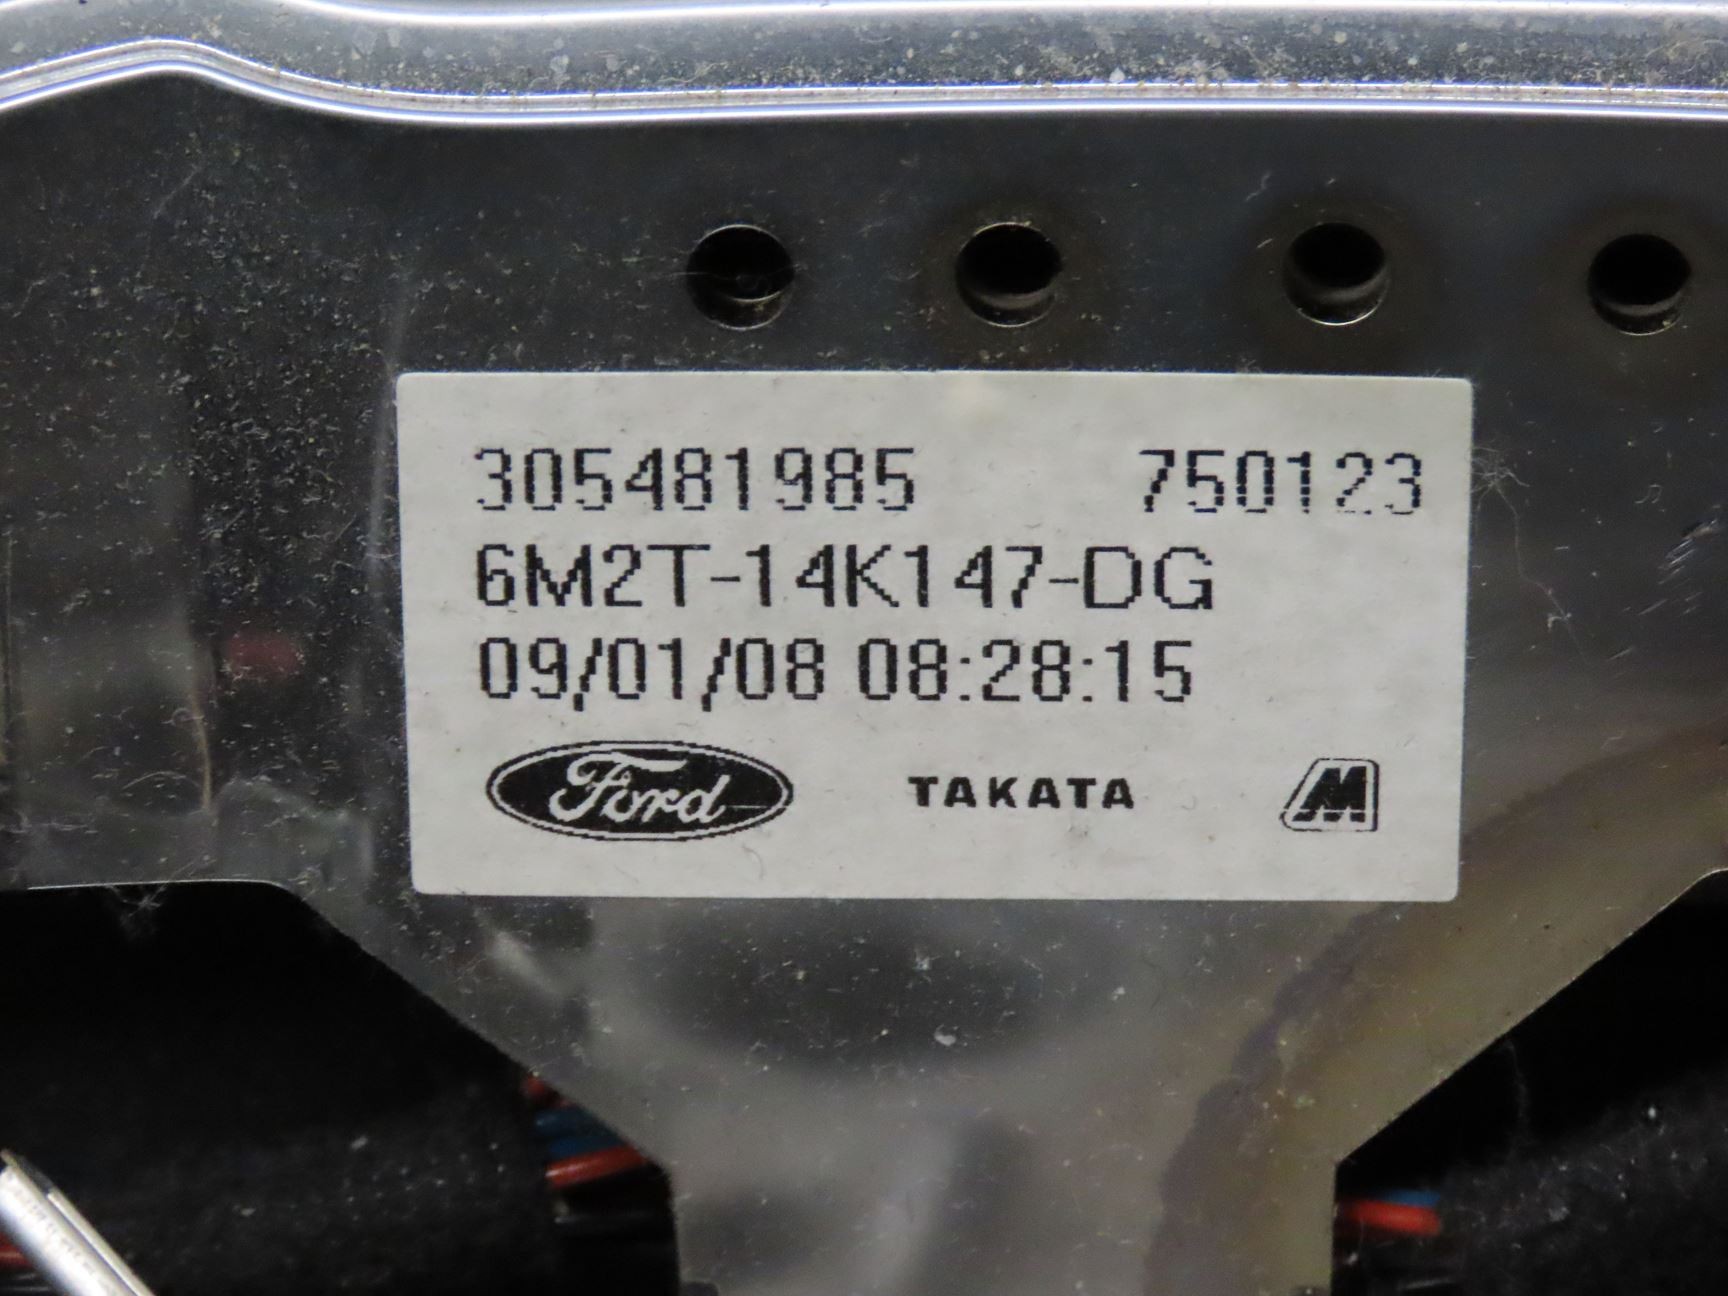 305481985 750123
6M2T-14K147-DG
09/01/08 08:28:15
Ford TAKATA M